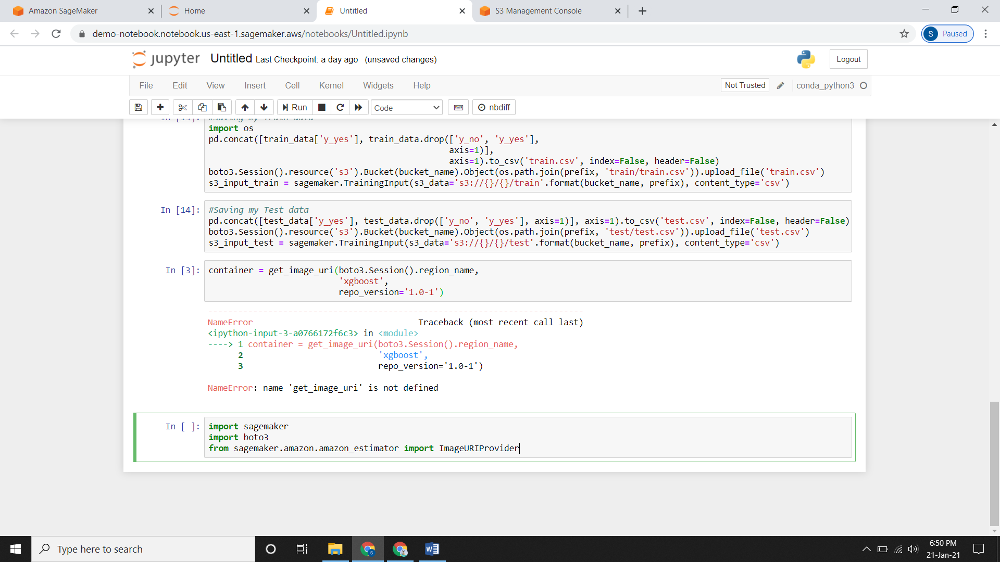 Amazon SageMaker
Home
Untitled
S3 Management Console
demo-notebook.notebook.us-east-1.sagemaker.aws/notebooks/Untitled.ipynb
S Paused
jupyter Untitled Last Checkpoint: a day ago (unsaved changes)
Logout
File Edit View Insert Cell Kernel Widgets Help
Not Trusted
conda_python3
Run
Code
nbdiff
import os
pd.concat([train_data['y_yes'], train_data.drop(['y_no', 'y_yes'],
axis=1)],
axis=1).to_csv('train.csv', index=False, header=False)
boto3.Session().resource('s3').Bucket(bucket_name).Object(os.path.join(prefix, 'train/train.csv')).upload_file('train.csv')
s3_input_train = sagemaker.TrainingInput(s3_data='s3://{}/{}/train'.format(bucket_name, prefix), content_type='csv')
In [14]: #Saving my Test data
pd.concat([test_data['y_yes'], test_data.drop(['y_no', 'y_yes'], axis=1)], axis=1).to_csv('test.csv', index=False, header=False)
boto3.Session().resource('s3').Bucket(bucket_name).Object(os.path.join(prefix, 'test/test.csv')).upload_file('test.csv')
s3_input_test = sagemaker.TrainingInput(s3_data='s3://{}/{}/test'.format(bucket_name, prefix), content_type='csv')
In [3]: container = get_image_uri(boto3.Session().region_name,
'xgboost',
repo_version='1.0-1')
---------------------------------------------------------------------------
NameError Traceback (most recent call last)
<ipython-input-3-a0766172f6c3> in <module>
----> 1 container = get_image_uri(boto3.Session().region_name,
2 'xgboost',
3 repo_version='1.0-1')
NameError: name 'get_image_uri' is not defined
In [ ]: import sagemaker
import boto3
from sagemaker.amazon.amazon_estimator import ImageURIProvider
Type here to search
6:50 PM
21-Jan-21